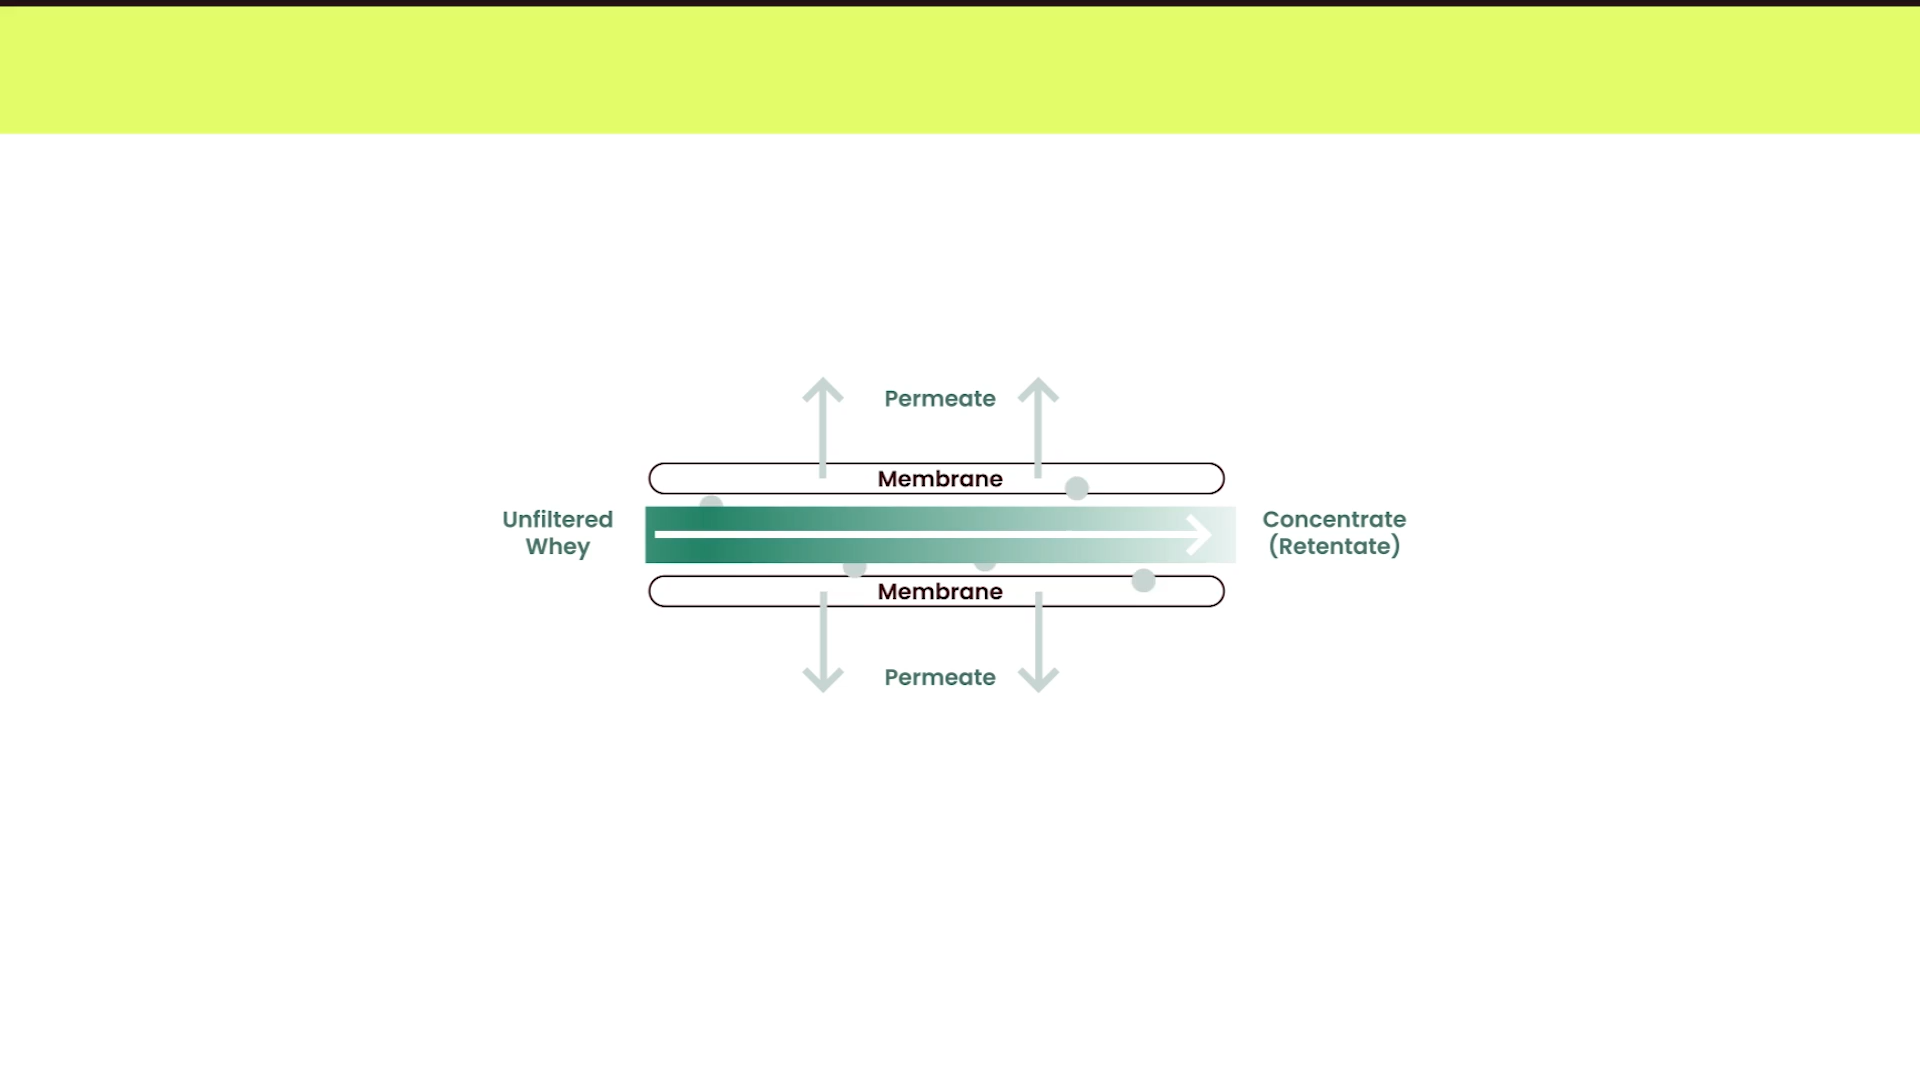 Permeate
Membrane
Unfiltered
Whey
Concentrate
(Retentate)
Membrane
Permeate